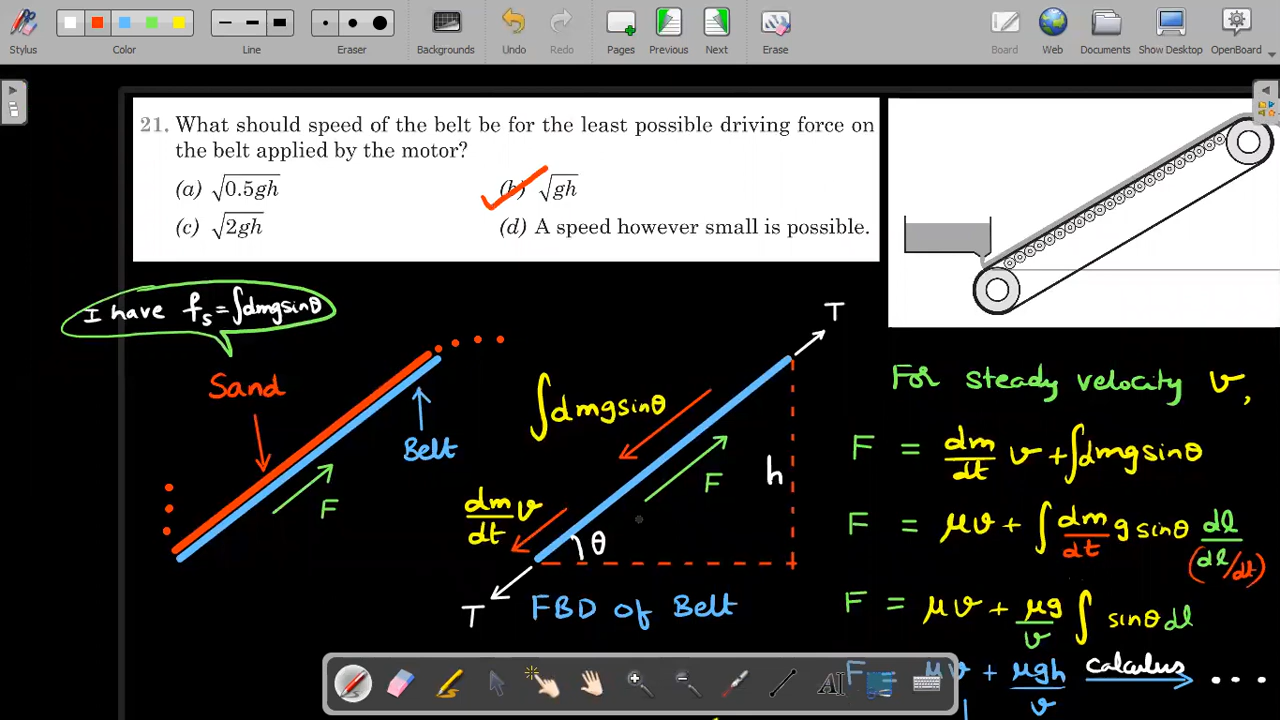 Stylus
Color
Line
Eraser
Backgrounds
Undo
Redo
Pages
Previous
Next
Erase
Board
Web
Documents
Show Desktop
OpenBoard
21. What should speed of the belt be for the least possible driving force on
the belt applied by the motor?
(a) √0.5gh
(b) √gh
(c) √2gh
(d) A speed however small is possible.
I have fs = ∫dmgsinθ
Sand
Belt
F
T
∫dmgsinθ
F
h
dm/dt v
θ
T
FBD of Belt
For steady velocity v,
F = dm/dt v + ∫dmgsinθ
F = μv + ∫ dm/dt g sinθ dl/(dl/dt)
F = μv + μg/v ∫ sinθ dl
F μv + μgh/v calculus → ...
AI